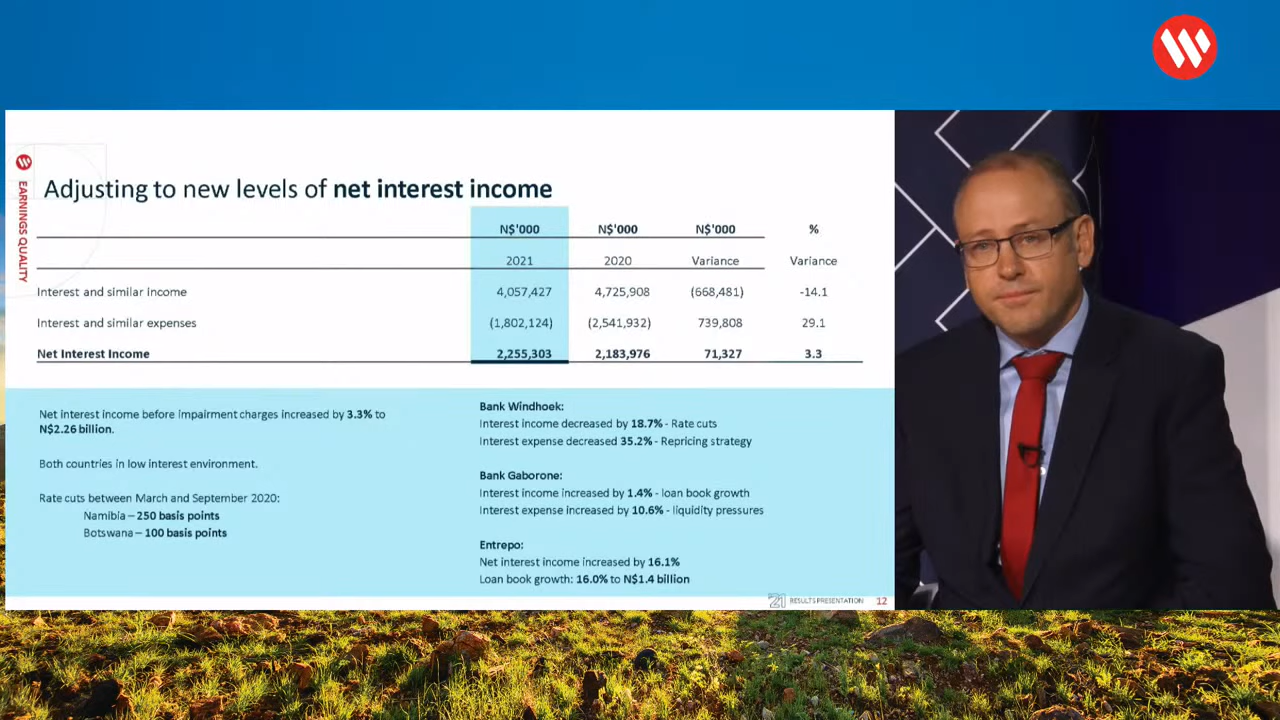 EARNINGS QUALITY
Adjusting to new levels of net interest income
N$'000 N$'000 N$'000 %
2021 2020 Variance Variance
Interest and similar income 4,057,427 4,725,908 (668,481) -14.1
Interest and similar expenses (1,802,124) (2,541,932) 739,808 29.1
Net Interest Income 2,255,303 2,183,976 71,327 3.3
Net interest income before impairment charges increased by 3.3% to
N$2.26 billion.
Both countries in low interest environment.
Rate cuts between March and September 2020:
Namibia – 250 basis points
Botswana – 100 basis points
Bank Windhoek:
Interest income decreased by 18.7% - Rate cuts
Interest expense decreased 35.2% - Repricing strategy
Bank Gaborone:
Interest income increased by 1.4% - loan book growth
Interest expense increased by 10.6% - liquidity pressures
Entrepo:
Net interest income increased by 16.1%
Loan book growth: 16.0% to N$1.4 billion
21 RESULTS PRESENTATION 12